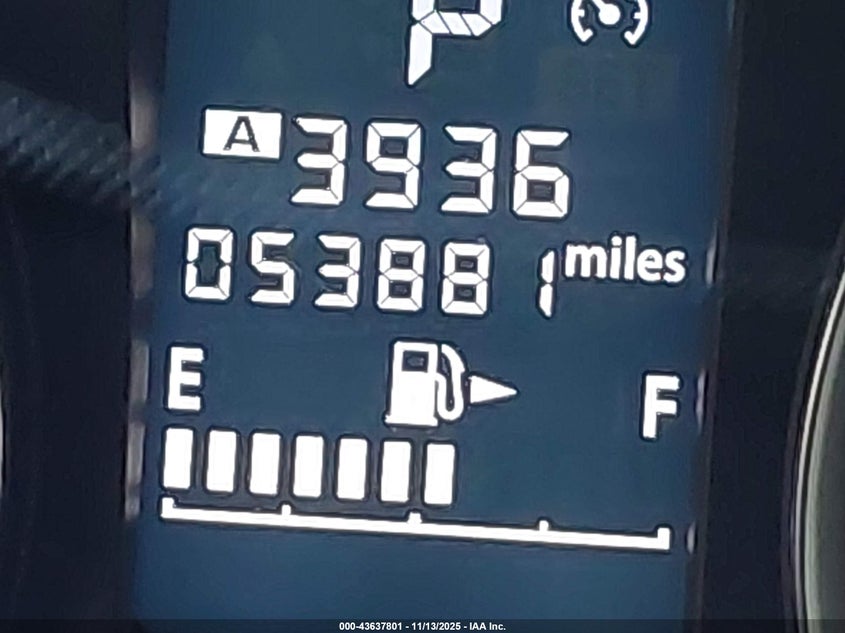 P
A 3936
053881 miles
E F
000-43637801 - 11/13/2025 - IAA Inc.